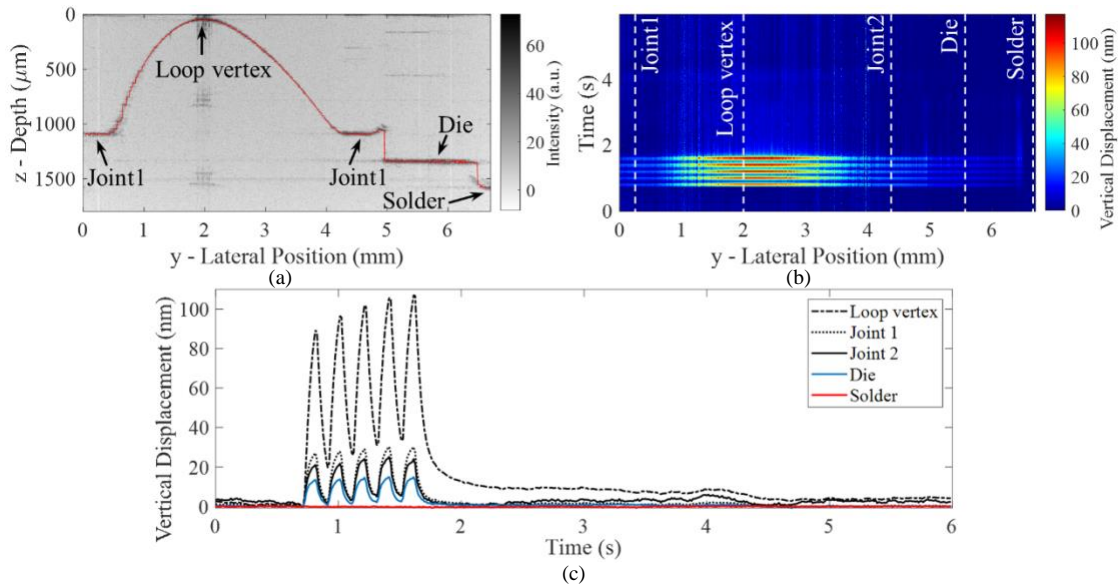 0
500
1000
1500
z - Depth (μm)
Loop vertex
Joint1
Joint1
Die
Solder
0 1 2 3 4 5 6
y - Lateral Position (mm)
(a)
60
40
20
0
Intensity (a.u.)
4
2
0
Time (s)
Joint1
Loop vertex
Joint2
Die
Solder
0 1 2 3 4 5 6
y - Lateral Position (mm)
(b)
100
80
60
40
20
0
Vertical Displacement (nm)
100
80
60
40
20
0
Vertical Displacement (nm)
Loop vertex
Joint 1
Joint 2
Die
Solder
0 1 2 3 4 5 6
Time (s)
(c)